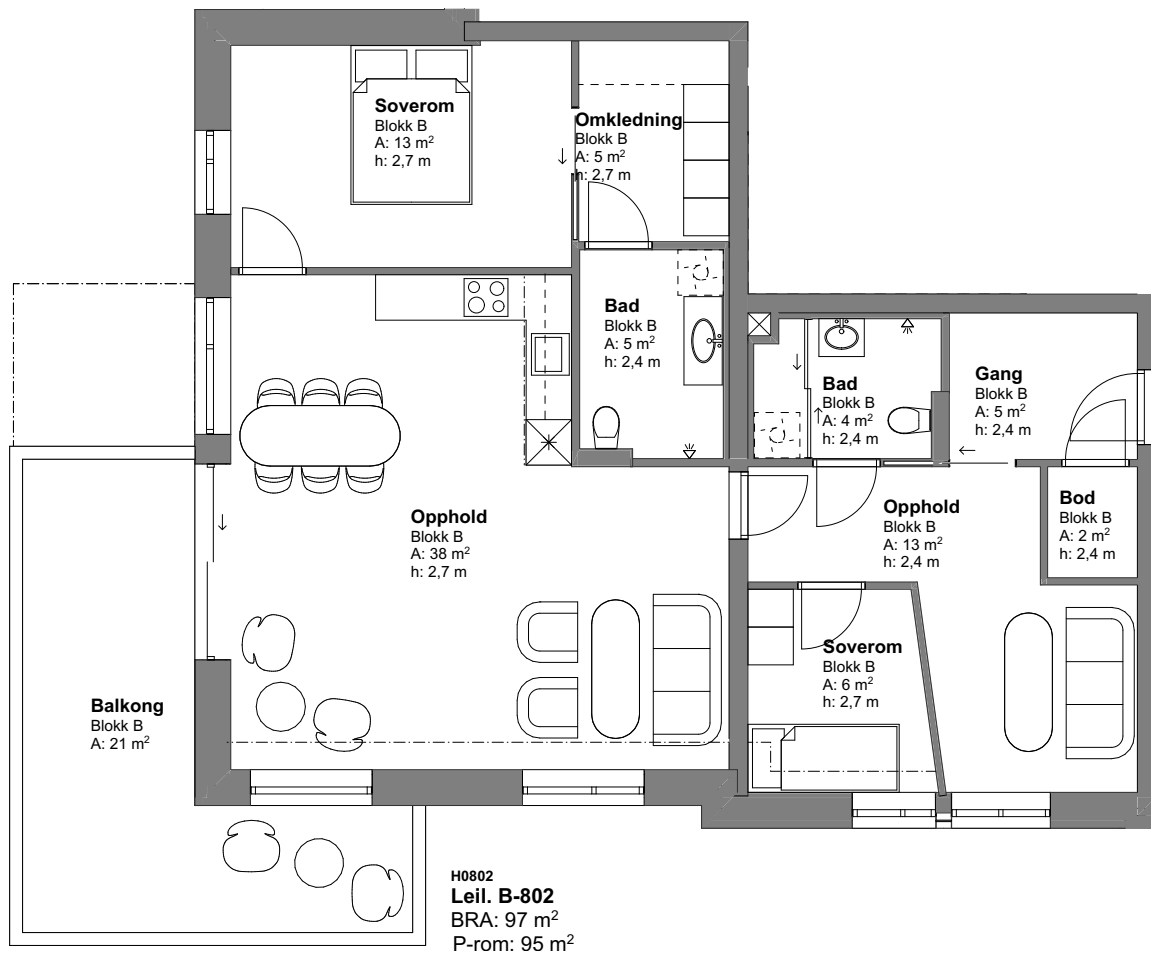 Soverom
Blokk B
A: 13 m²
h: 2,7 m
Omkledning
Blokk B
A: 5 m²
h: 2,7 m
Bad
Blokk B
A: 5 m²
h: 2,4 m
Bad
Blokk B
A: 4 m²
h: 2,4 m
Gang
Blokk B
A: 5 m²
h: 2,4 m
Opphold
Blokk B
A: 38 m²
h: 2,7 m
Opphold
Blokk B
A: 13 m²
h: 2,4 m
Bod
Blokk B
A: 2 m²
h: 2,4 m
Soverom
Blokk B
A: 6 m²
h: 2,7 m
Balkong
Blokk B
A: 21 m²
H0802
Leil. B-802
BRA: 97 m²
P-rom: 95 m²